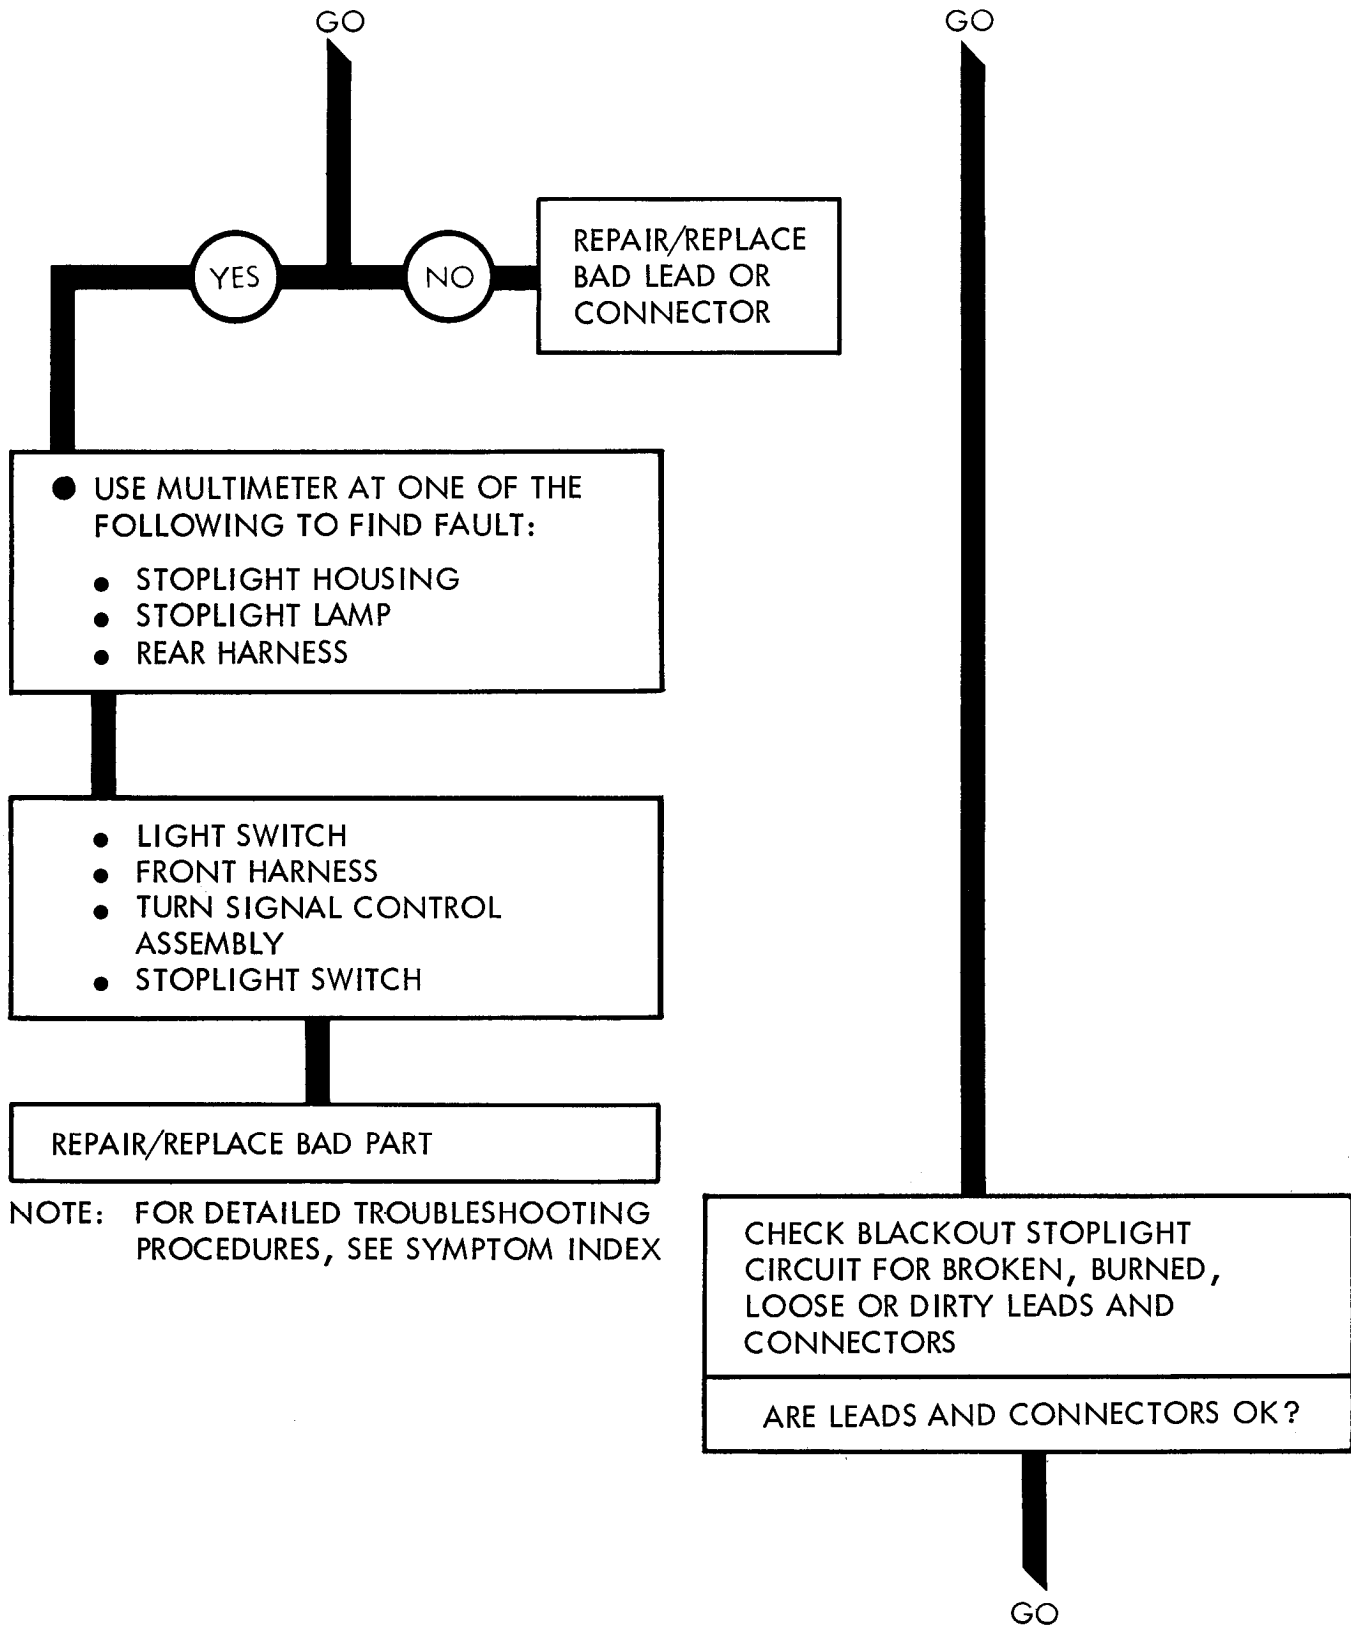 GO
GO
YES
NO
REPAIR/REPLACE
BAD LEAD OR
CONNECTOR
● USE MULTIMETER AT ONE OF THE
FOLLOWING TO FIND FAULT:
● STOPLIGHT HOUSING
● STOPLIGHT LAMP
● REAR HARNESS
● LIGHT SWITCH
● FRONT HARNESS
● TURN SIGNAL CONTROL
ASSEMBLY
● STOPLIGHT SWITCH
REPAIR/REPLACE BAD PART
NOTE: FOR DETAILED TROUBLESHOOTING
PROCEDURES, SEE SYMPTOM INDEX
CHECK BLACKOUT STOPLIGHT
CIRCUIT FOR BROKEN, BURNED,
LOOSE OR DIRTY LEADS AND
CONNECTORS
ARE LEADS AND CONNECTORS OK?
GO